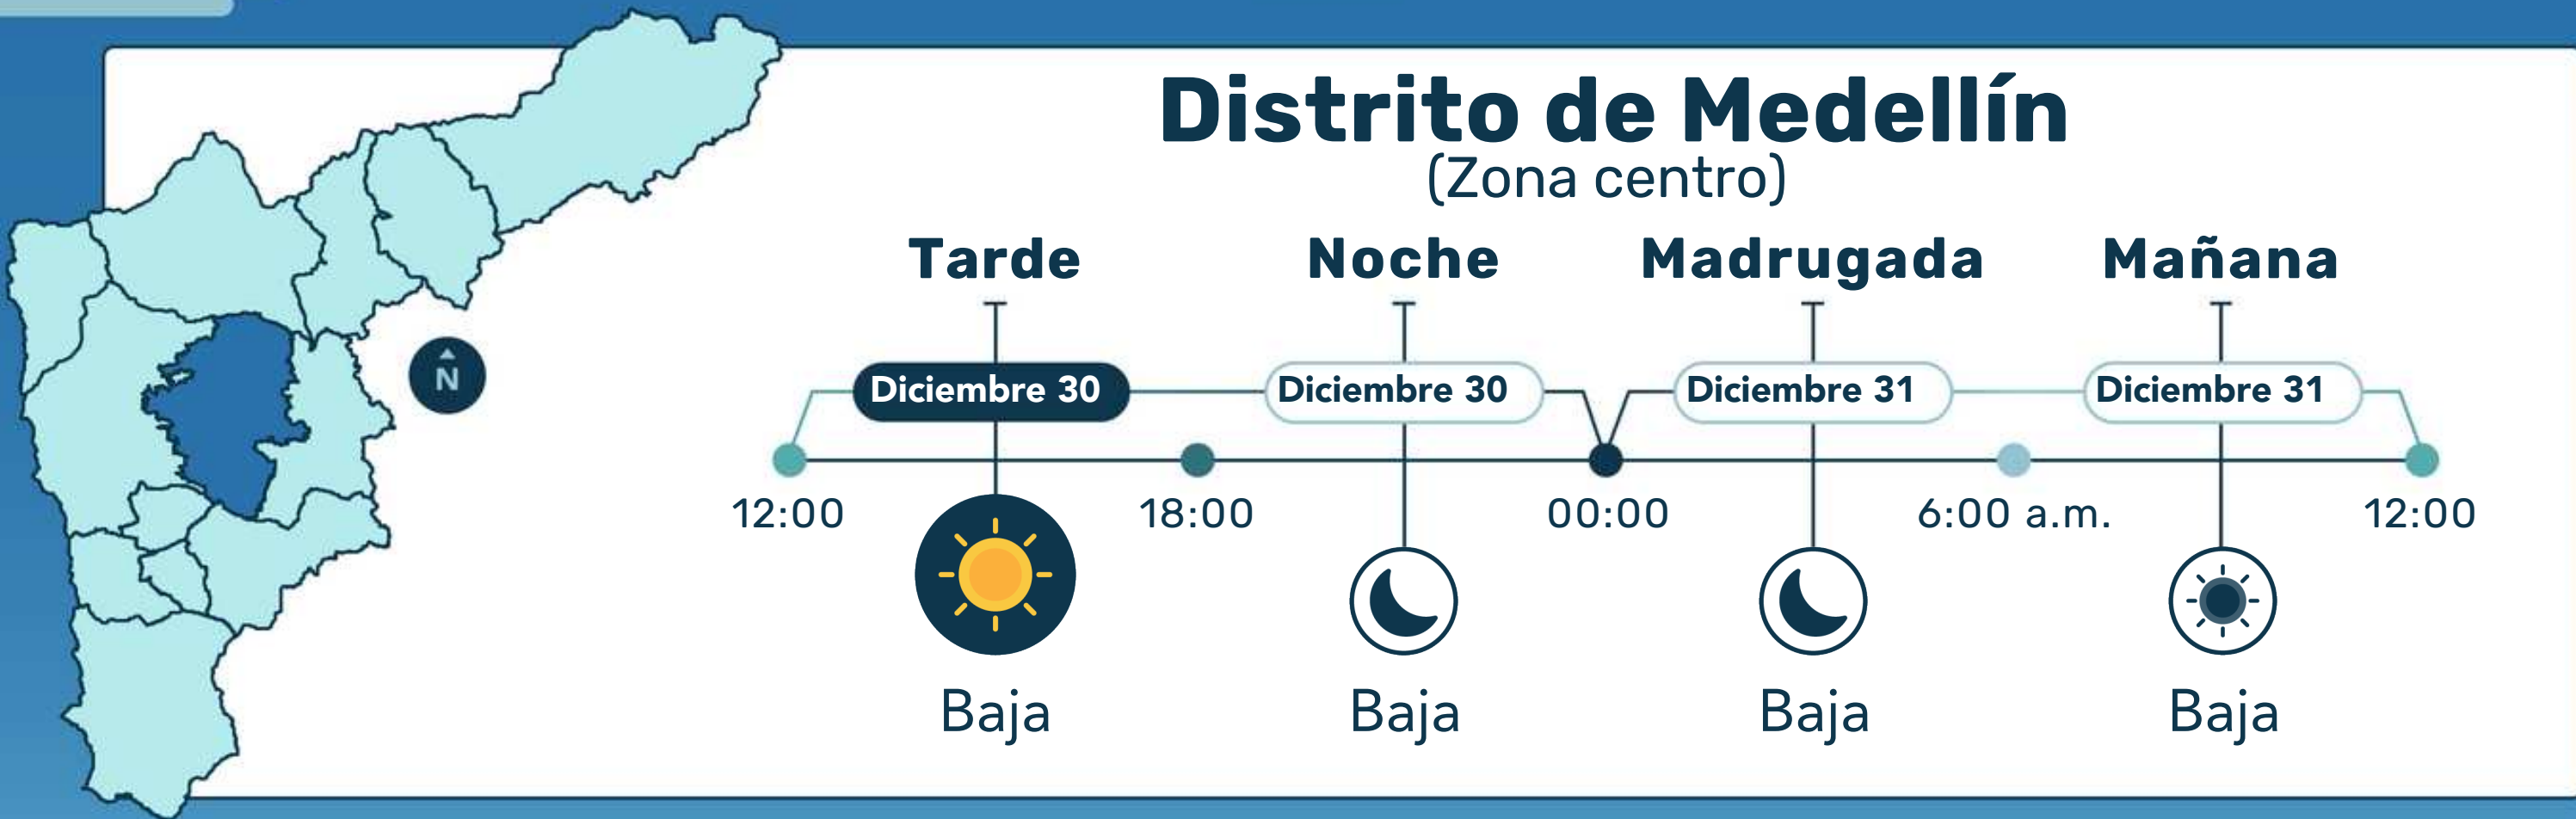 Distrito de Medellín
(Zona centro)
Tarde Noche Madrugada Mañana
N
Diciembre 30 Diciembre 30 Diciembre 31 Diciembre 31
12:00 18:00 00:00 6:00 a.m. 12:00
Baja Baja Baja Baja